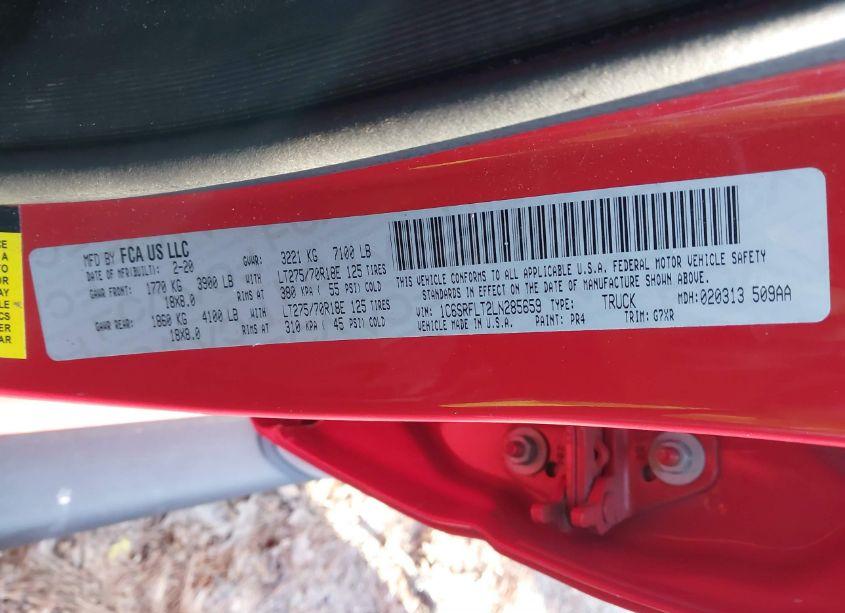 MFD BY FCA US LLC
DATE OF MFR(BUILT): 2-20 GVWR: 3221 KG 7100 LB
GAWR FRONT: 1770 KG 3900 LB WITH LT275/70R18E 125 TIRES
18X8.0 RIMS AT 380 KPA ( 55 PSI) COLD
GAWR REAR: 1860 KG 4100 LB WITH LT275/70R18E 125 TIRES
18X8.0 RIMS AT 310 KPA ( 45 PSI) COLD
THIS VEHICLE CONFORMS TO ALL APPLICABLE U.S.A. FEDERAL MOTOR VEHICLE SAFETY
STANDARDS IN EFFECT ON THE DATE OF MANUFACTURE SHOWN ABOVE.
VIN: 1C6SRFLT2LN285659 TYPE: TRUCK MDH:020313 509AA
VEHICLE MADE IN U.S.A. PAINT: PR4 TRIM: G7XR